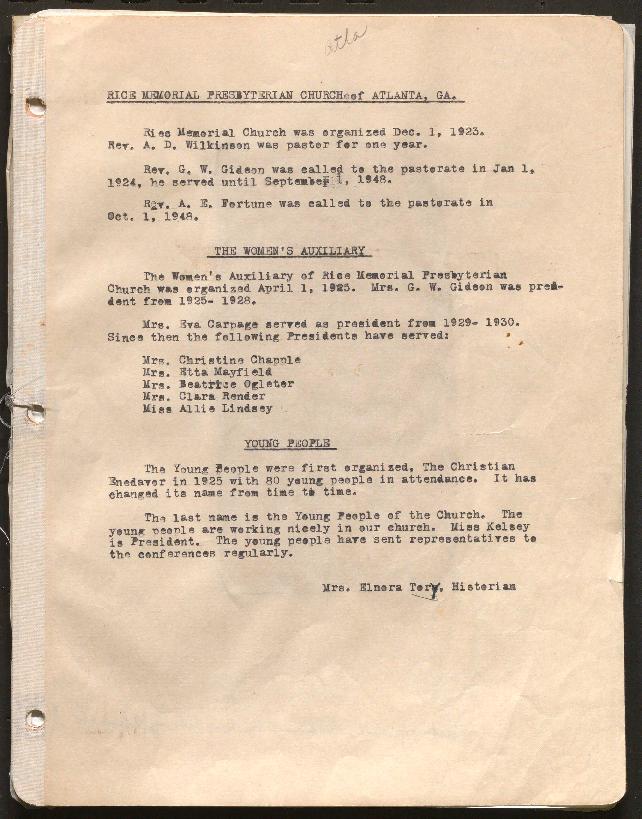 atla
RICE MEMORIAL PRESBYTERIAN CHURCHeof ATLANTA, GA.
Ries Memorial Church was organized Dec. 1, 1923.
Rev. A. D. Wilkinson was pastor for one year.
Rev. G. W. Gideon was called to the pastorate in Jan 1,
1924, he served until September 1, 1948.
Rev. A. E. Fortune was called to the pastorate in
Oct. 1, 1948.
THE WOMEN'S AUXILIARY
The Women's Auxiliary of Rice Memorial Presbyterian
Church was organized April 1, 1925. Mrs. G. W. Gideon was presi-
dent from 1925- 1928.
Mrs. Eva Carpage served as president from 1929- 1930.
Since then the following Presidents have served:
Mrs. Christine Chapple
Mrs. Etta Mayfield
Mrs. Beatrice Ogleter
Mrs. Clara Render
Miss Allie Lindsey
YOUNG PEOPLE
The Young People were first organized, The Christian
Enedavor in 1925 with 80 young people in attendance. It has
changed its name from time to time.
The last name is the Young People of the Church. The
young people are working nicely in our church. Miss Kelsey
is President. The young people have sent representatives to
the conferences regularly.
Mrs. Elnora Tory, Historian